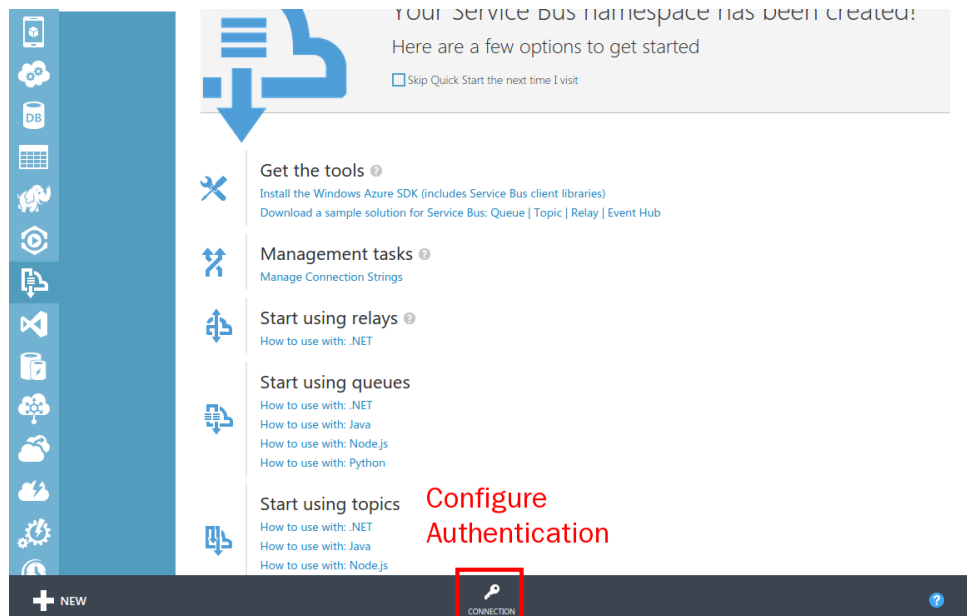 Your Service Bus namespace has been created!
Here are a few options to get started
Skip Quick Start the next time I visit
DB
Get the tools ?
Install the Windows Azure SDK (includes Service Bus client libraries)
Download a sample solution for Service Bus: Queue | Topic | Relay | Event Hub
Management tasks ?
Manage Connection Strings
Start using relays ?
How to use with: .NET
Start using queues
How to use with: .NET
How to use with: Java
How to use with: Node.js
How to use with: Python
Start using topics
How to use with: .NET
How to use with: Java
How to use with: Node.js
Configure
Authentication
NEW
CONNECTION
?